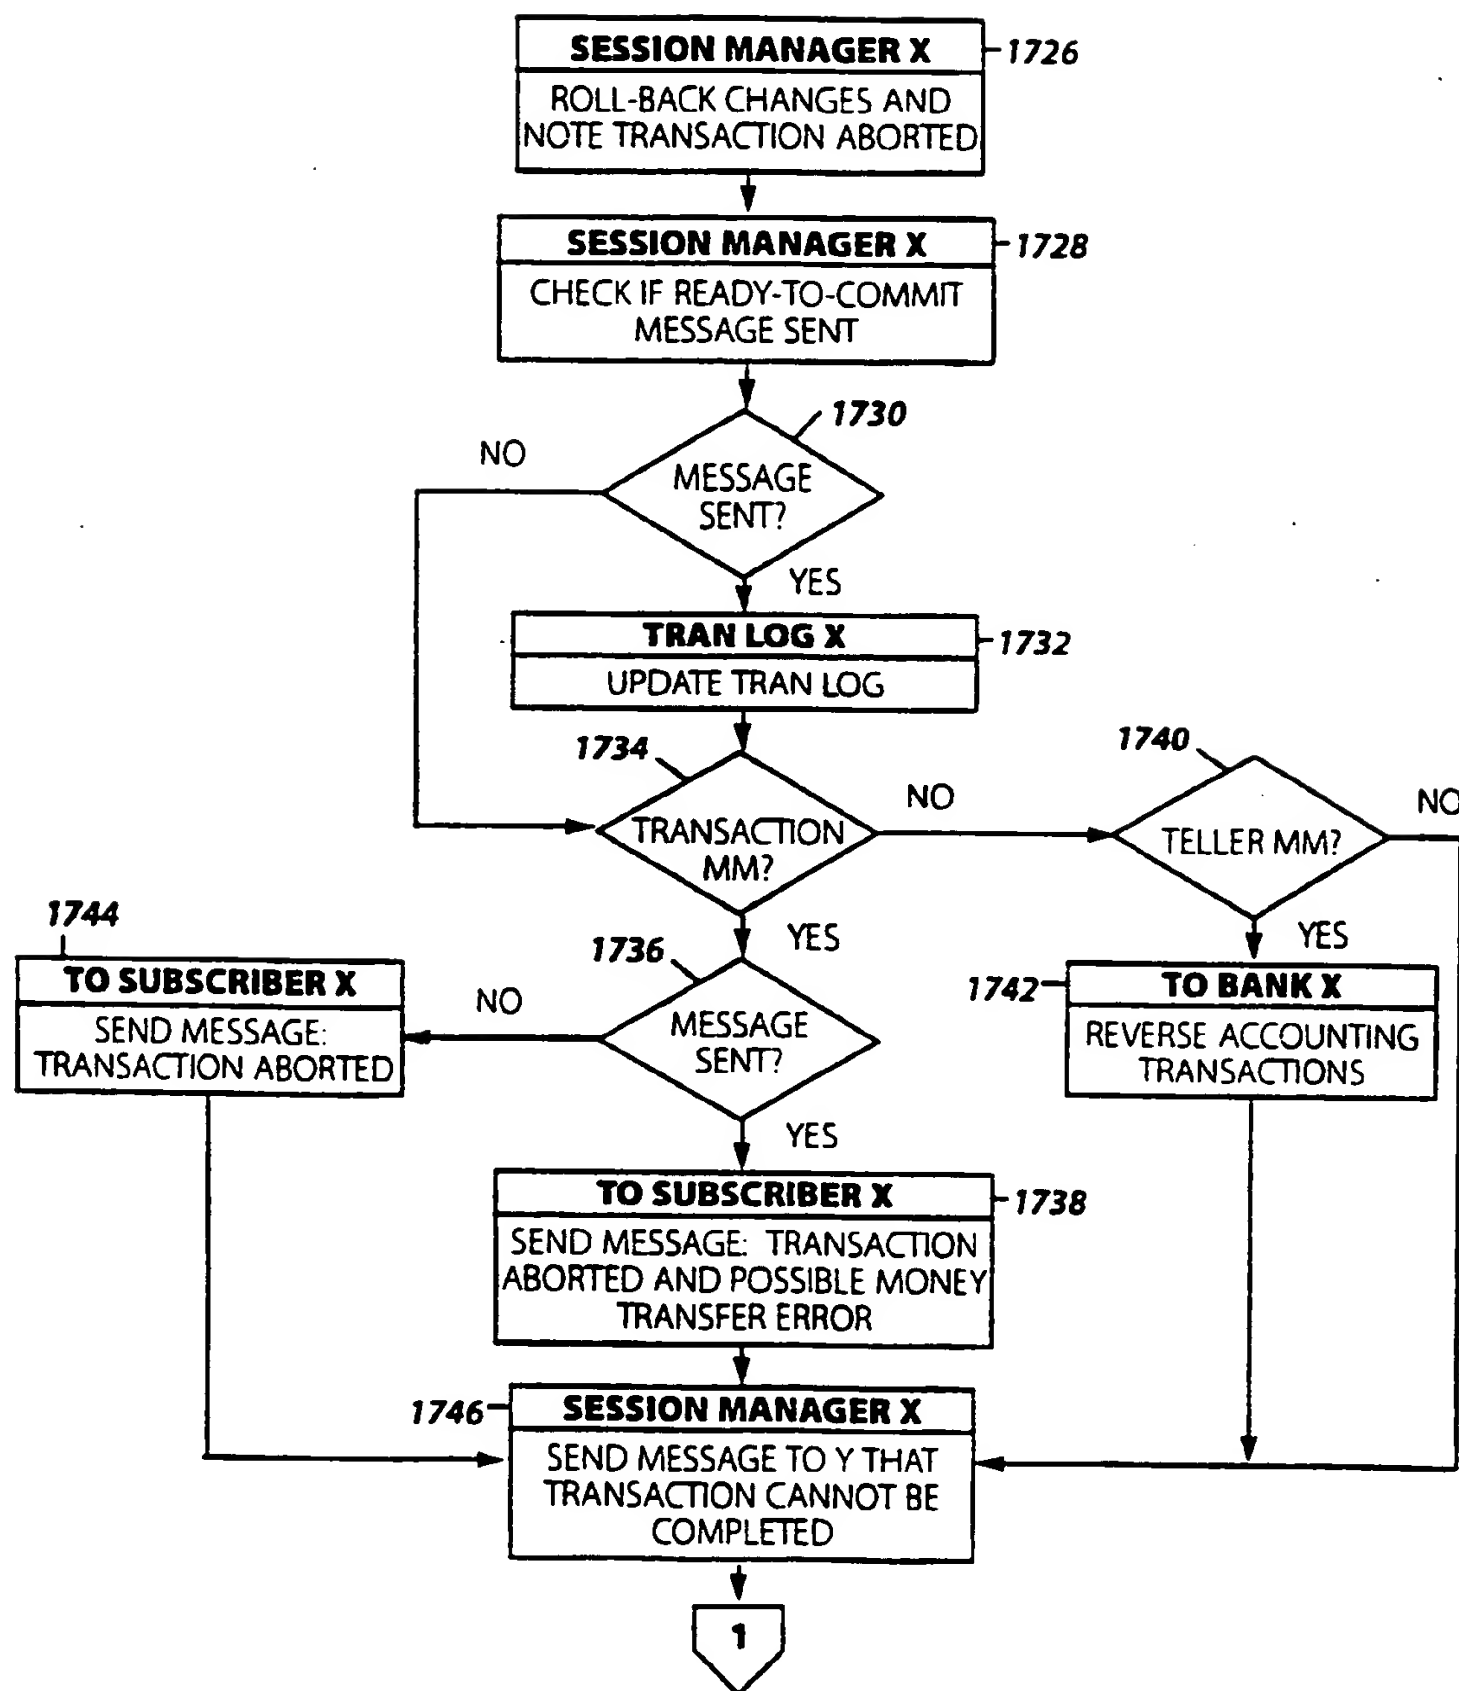 SESSION MANAGER X
1726
ROLL-BACK CHANGES AND
NOTE TRANSACTION ABORTED
SESSION MANAGER X
1728
CHECK IF READY-TO-COMMIT
MESSAGE SENT
1730
NO
MESSAGE
SENT?
YES
TRAN LOG X
1732
UPDATE TRAN LOG
1734
1740
NO
NO
TRANSACTION
MM?
TELLER MM?
1744
YES
YES
1736
TO SUBSCRIBER X
NO
1742
TO BANK X
SEND MESSAGE:
TRANSACTION ABORTED
MESSAGE
SENT?
REVERSE ACCOUNTING
TRANSACTIONS
YES
TO SUBSCRIBER X
1738
SEND MESSAGE: TRANSACTION
ABORTED AND POSSIBLE MONEY
TRANSFER ERROR
1746
SESSION MANAGER X
SEND MESSAGE TO Y THAT
TRANSACTION CANNOT BE
COMPLETED
1